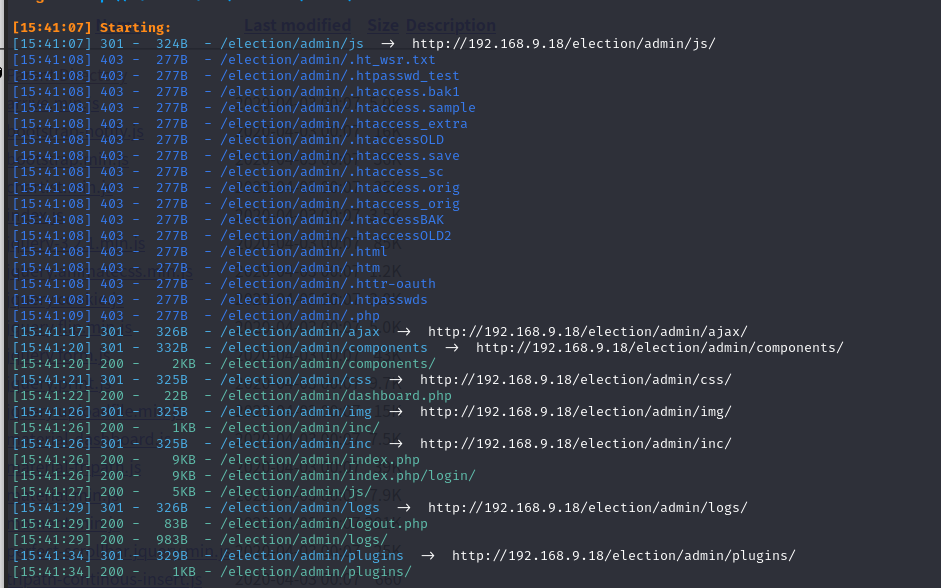 Last modified Size Description
[15:41:07] Starting:
[15:41:07] 301 - 324B - /election/admin/js -> http://192.168.9.18/election/admin/js/
[15:41:08] 403 - 277B - /election/admin/.ht_wsr.txt
[15:41:08] 403 - 277B - /election/admin/.htpasswd_test
[15:41:08] 403 - 277B - /election/admin/.htaccess.bak1
[15:41:08] 403 - 277B - /election/admin/.htaccess.sample
[15:41:08] 403 - 277B - /election/admin/.htaccess_extra
[15:41:08] 403 - 277B - /election/admin/.htaccessOLD
[15:41:08] 403 - 277B - /election/admin/.htaccess.save
[15:41:08] 403 - 277B - /election/admin/.htaccess_sc
[15:41:08] 403 - 277B - /election/admin/.htaccess.orig
[15:41:08] 403 - 277B - /election/admin/.htaccess_orig
[15:41:08] 403 - 277B - /election/admin/.htaccessBAK
[15:41:08] 403 - 277B - /election/admin/.htaccessOLD2
[15:41:08] 403 - 277B - /election/admin/.html
[15:41:08] 403 - 277B - /election/admin/.htm
[15:41:08] 403 - 277B - /election/admin/.httr-oauth
[15:41:08] 403 - 277B - /election/admin/.htpasswds
[15:41:09] 403 - 277B - /election/admin/.php
[15:41:17] 301 - 326B - /election/admin/ajax -> http://192.168.9.18/election/admin/ajax/
[15:41:20] 301 - 332B - /election/admin/components -> http://192.168.9.18/election/admin/components/
[15:41:20] 200 - 2KB - /election/admin/components/
[15:41:21] 301 - 325B - /election/admin/css -> http://192.168.9.18/election/admin/css/
[15:41:22] 200 - 22B - /election/admin/dashboard.php
[15:41:26] 301 - 325B - /election/admin/img -> http://192.168.9.18/election/admin/img/
[15:41:26] 200 - 1KB - /election/admin/inc/
[15:41:26] 301 - 325B - /election/admin/inc -> http://192.168.9.18/election/admin/inc/
[15:41:26] 200 - 9KB - /election/admin/index.php
[15:41:26] 200 - 9KB - /election/admin/index.php/login/
[15:41:27] 200 - 5KB - /election/admin/js/
[15:41:29] 301 - 326B - /election/admin/logs -> http://192.168.9.18/election/admin/logs/
[15:41:29] 200 - 83B - /election/admin/logout.php
[15:41:29] 200 - 983B - /election/admin/logs/
[15:41:34] 301 - 329B - /election/admin/plugins -> http://192.168.9.18/election/admin/plugins/
[15:41:34] 200 - 1KB - /election/admin/plugins/